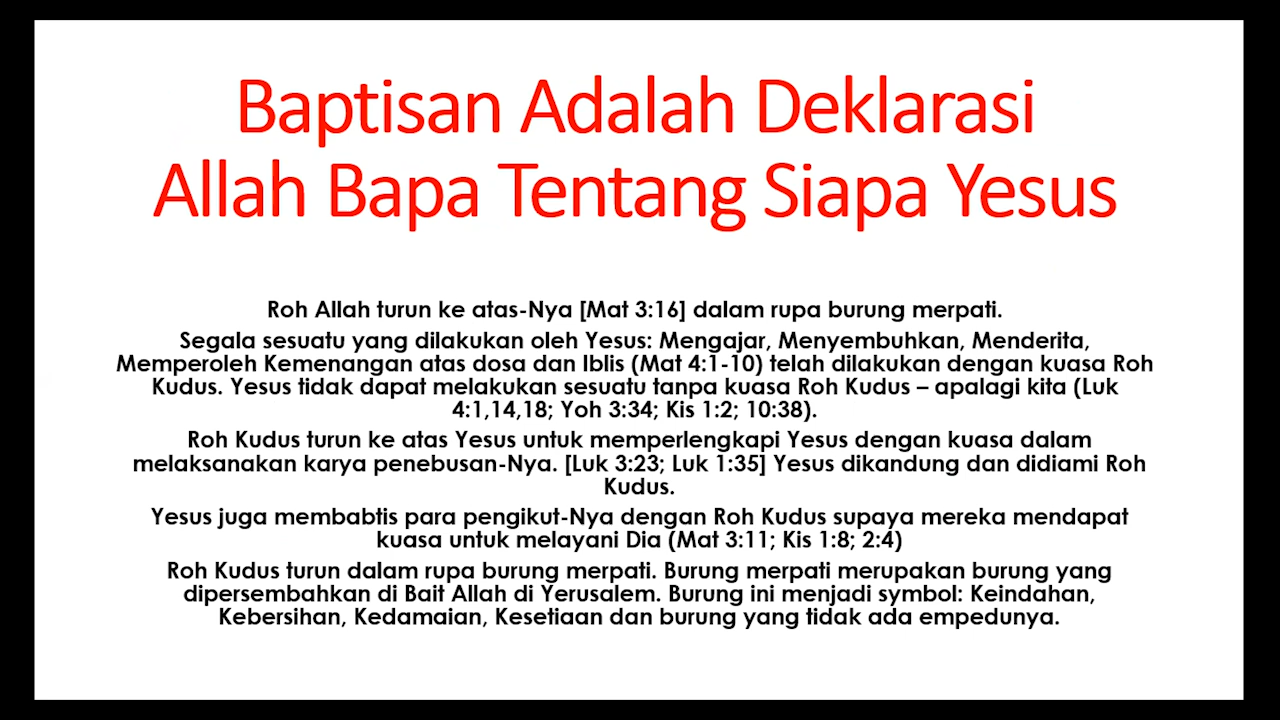 Baptisan Adalah Deklarasi
Allah Bapa Tentang Siapa Yesus
Roh Allah turun ke atas-Nya [Mat 3:16] dalam rupa burung merpati.
Segala sesuatu yang dilakukan oleh Yesus: Mengajar, Menyembuhkan, Menderita,
Memperoleh Kemenangan atas dosa dan Iblis (Mat 4:1-10) telah dilakukan dengan kuasa Roh
Kudus. Yesus tidak dapat melakukan sesuatu tanpa kuasa Roh Kudus – apalagi kita (Luk
4:1,14,18; Yoh 3:34; Kis 1:2; 10:38).
Roh Kudus turun ke atas Yesus untuk memperlengkapi Yesus dengan kuasa dalam
melaksanakan karya penebusan-Nya. [Luk 3:23; Luk 1:35] Yesus dikandung dan didiami Roh
Kudus.
Yesus juga membabtis para pengikut-Nya dengan Roh Kudus supaya mereka mendapat
kuasa untuk melayani Dia (Mat 3:11; Kis 1:8; 2:4)
Roh Kudus turun dalam rupa burung merpati. Burung merpati merupakan burung yang
dipersembahkan di Bait Allah di Yerusalem. Burung ini menjadi symbol: Keindahan,
Kebersihan, Kedamaian, Kesetiaan dan burung yang tidak ada empedunya.